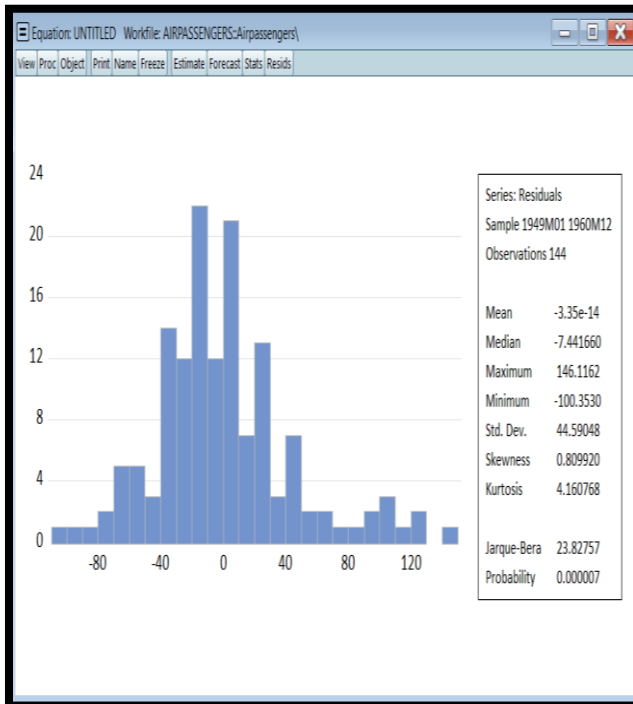 Equation: UNTITLED Workfile: AIRPASSENGERS::Airpassengers\
View Proc Object Print Name Freeze Estimate Forecast Stats Resids
24
20
16
12
8
4
0
-80 -40 0 40 80 120
Series: Residuals
Sample 1949M01 1960M12
Observations 144
Mean -3.35e-14
Median -7.441660
Maximum 146.1162
Minimum -100.3530
Std. Dev. 44.59048
Skewness 0.809920
Kurtosis 4.160768
Jarque-Bera 23.82757
Probability 0.000007